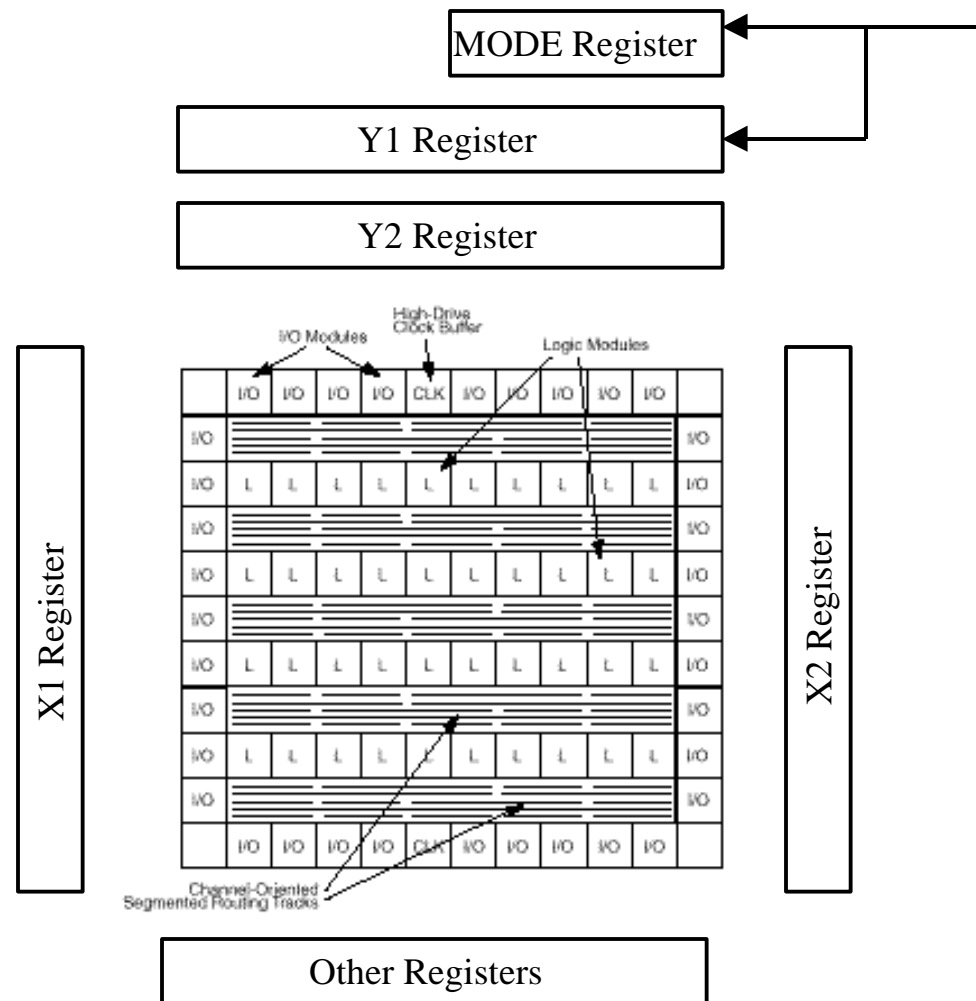 MODE Register
Y1 Register
Y2 Register
High-Drive
Clock Buffer
I/O Modules
Logic Modules
I/O I/O I/O I/O CLK I/O I/O I/O I/O I/O
I/O I/O
I/O L L L L L L L L L L I/O
I/O I/O
I/O L L L L L L L L L L I/O
I/O I/O
I/O L L L L L L L L L L I/O
I/O I/O
I/O L L L L L L L L L L I/O
I/O I/O
I/O I/O I/O I/O CLK I/O I/O I/O I/O I/O
X1 Register
X2 Register
Channel-Oriented
Segmented Routing Tracks
Other Registers